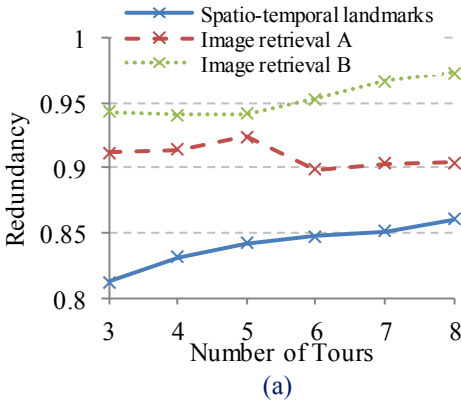 Spatio-temporal landmarks
Image retrieval A
Image retrieval B
1
0.95
0.9
0.85
0.8
Redundancy
3 4 5 6 7 8
Number of Tours
(a)